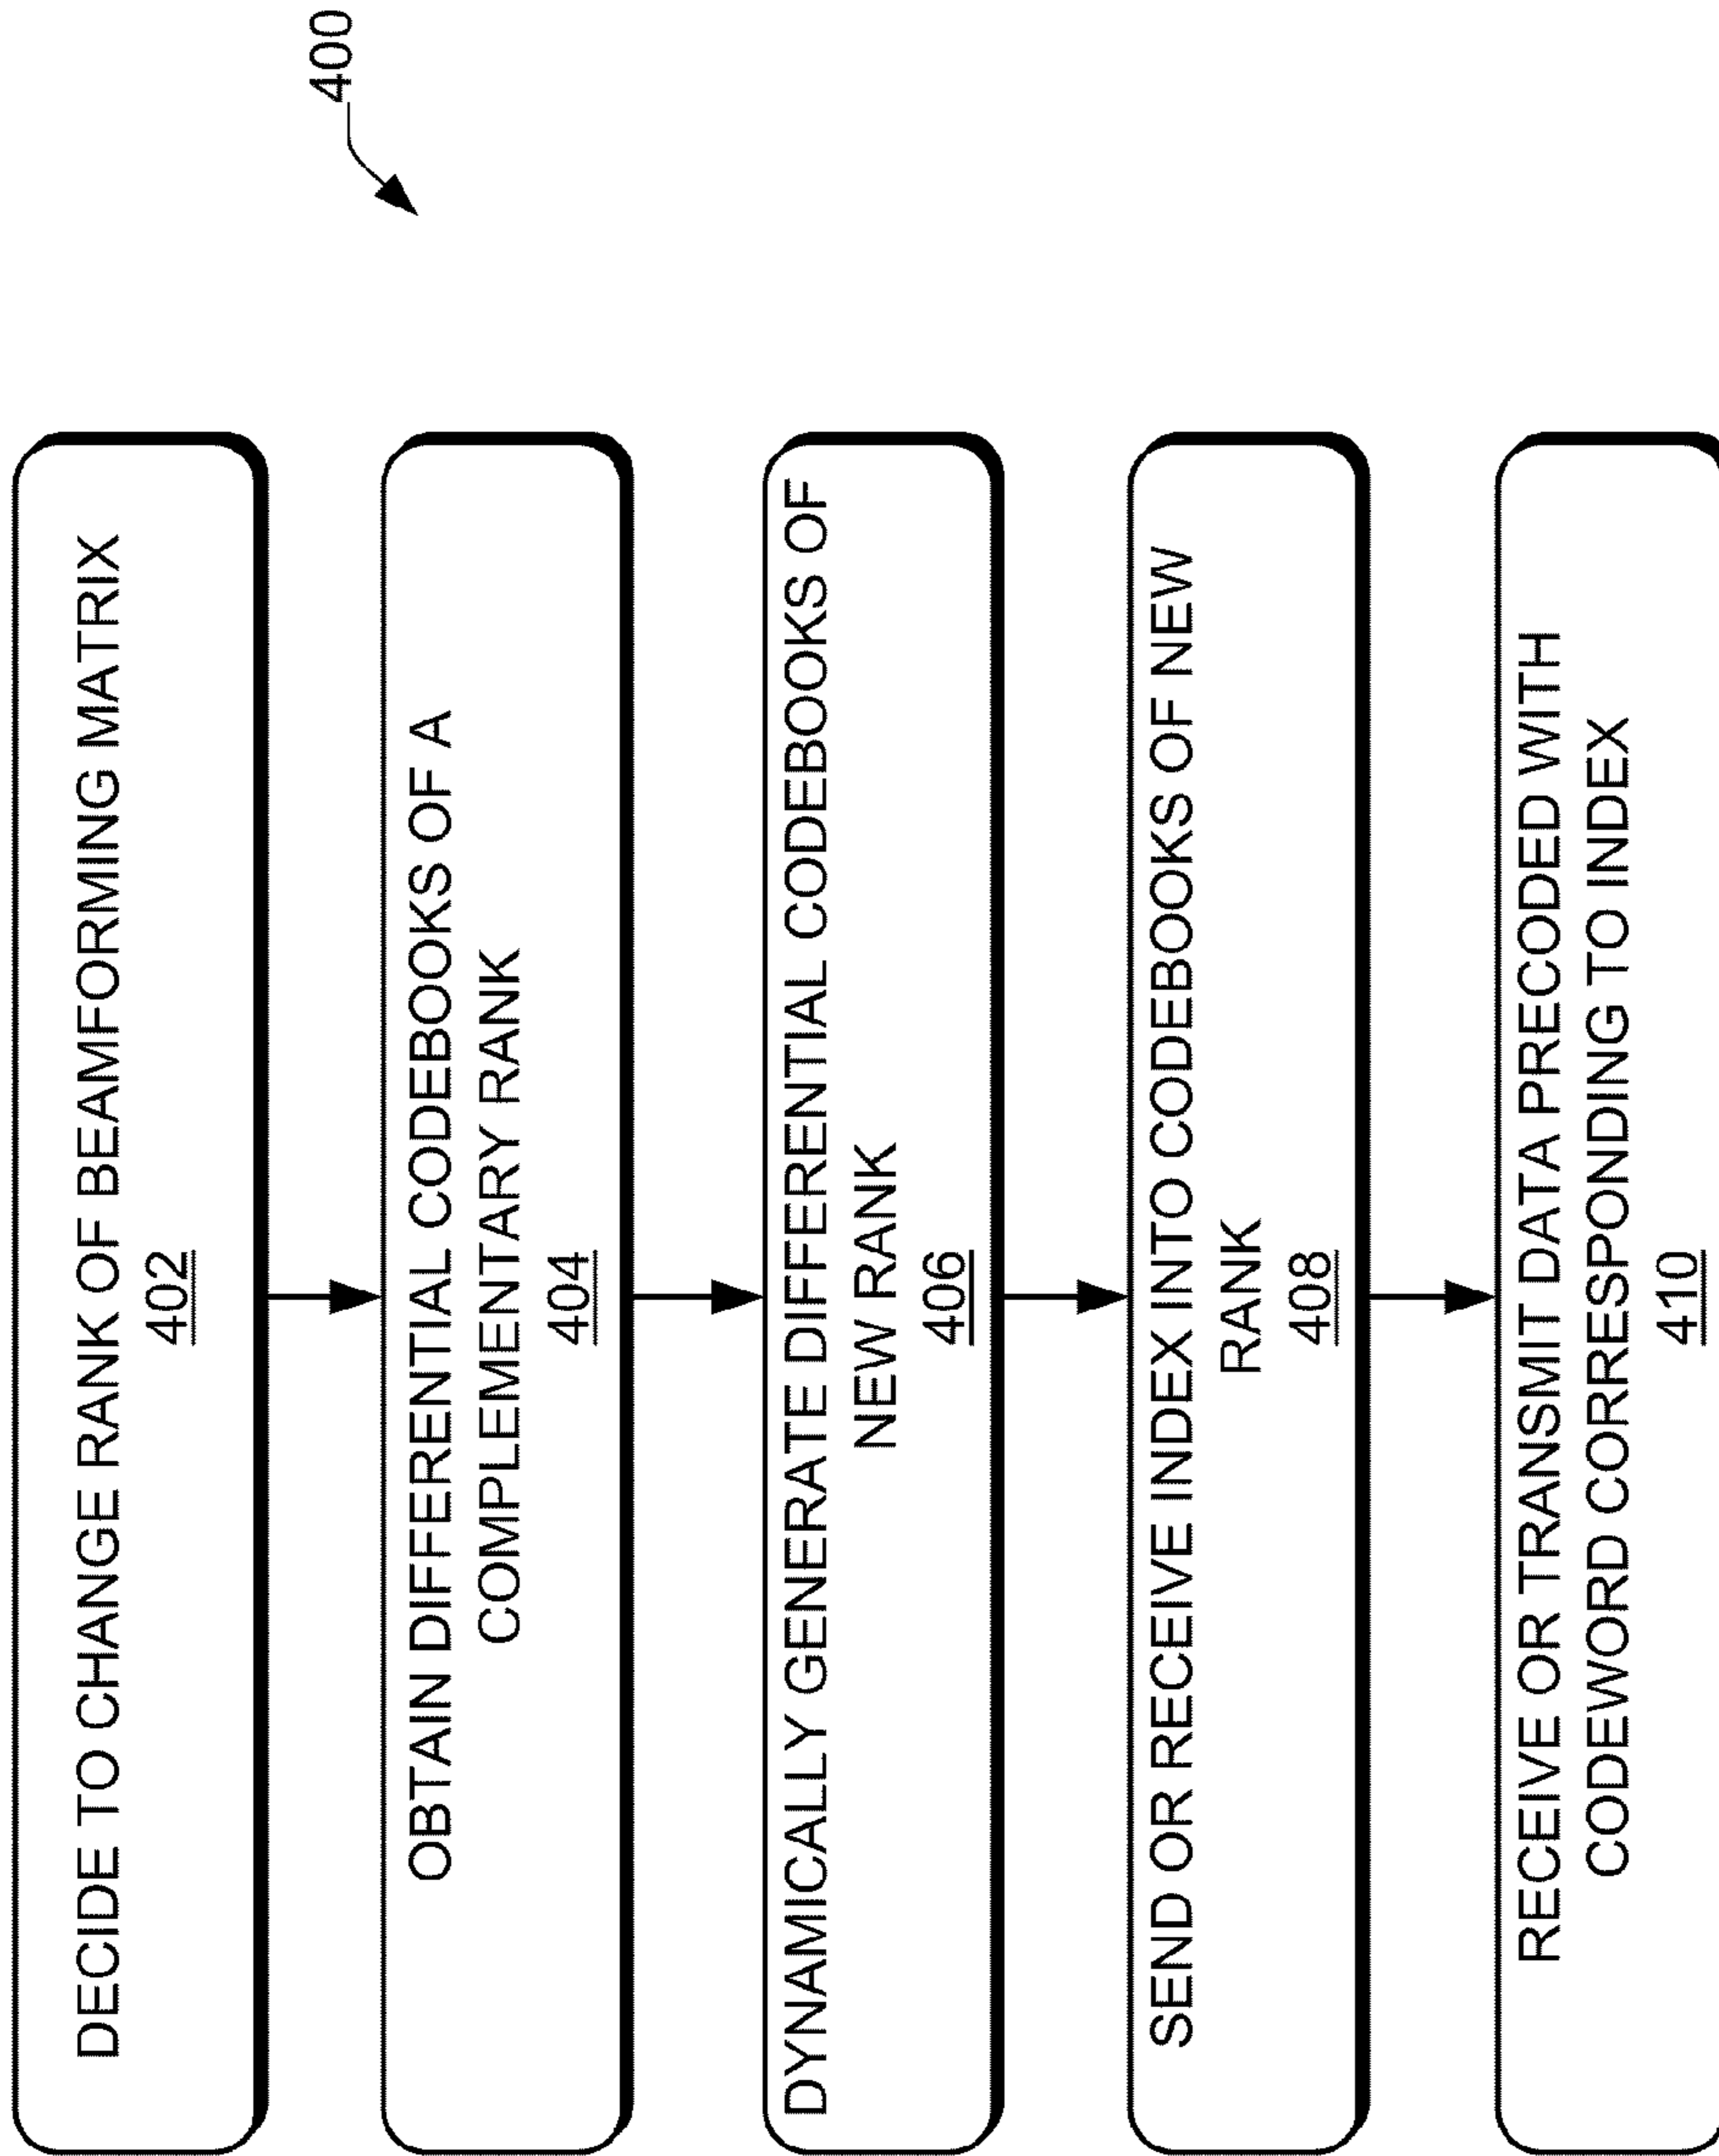 400
DECIDE TO CHANGE RANK OF BEAMFORMING MATRIX
402
OBTAIN DIFFERENTIAL CODEBOOKS OF A
COMPLEMENTARY RANK
404
DYNAMICALLY GENERATE DIFFERENTIAL CODEBOOKS OF
NEW RANK
406
SEND OR RECEIVE INDEX INTO CODEBOOKS OF NEW
RANK
408
RECEIVE OR TRANSMIT DATA PRECODED WITH
CODEWORD CORRESPONDING TO INDEX
410